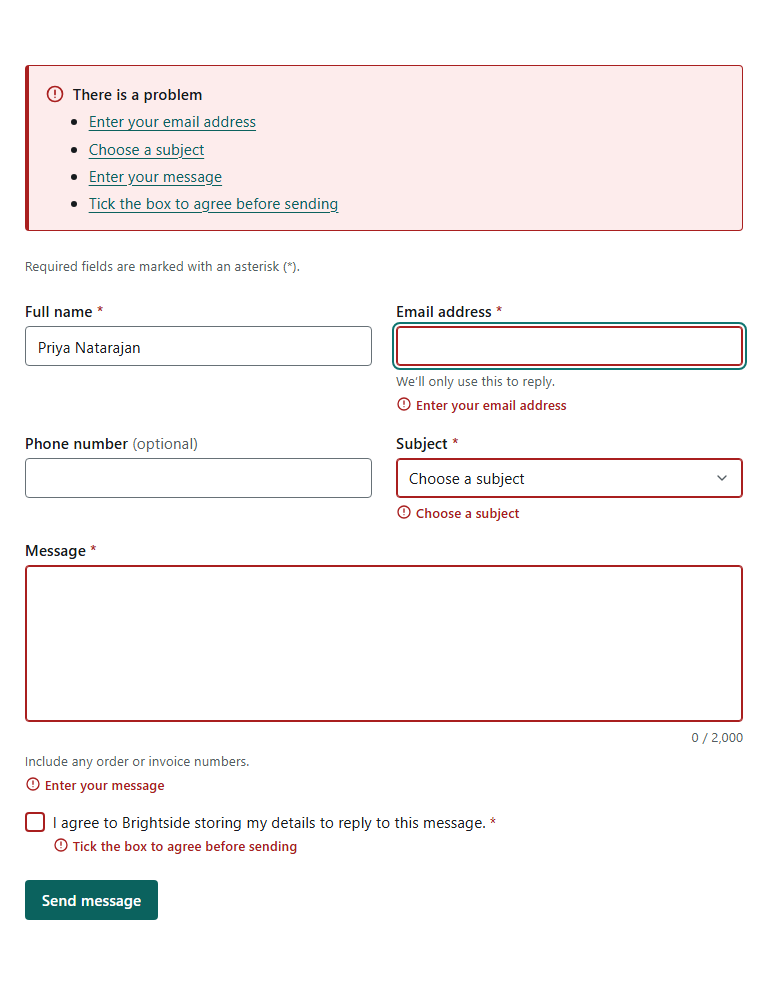 There is a problem
Enter your email address
Choose a subject
Enter your message
Tick the box to agree before sending
Required fields are marked with an asterisk (*).
Full name *
Priya Natarajan
Email address *
We'll only use this to reply.
Enter your email address
Phone number (optional)
Subject *
Choose a subject
Choose a subject
Message *
0 / 2,000
Include any order or invoice numbers.
Enter your message
I agree to Brightside storing my details to reply to this message. *
Tick the box to agree before sending
Send message